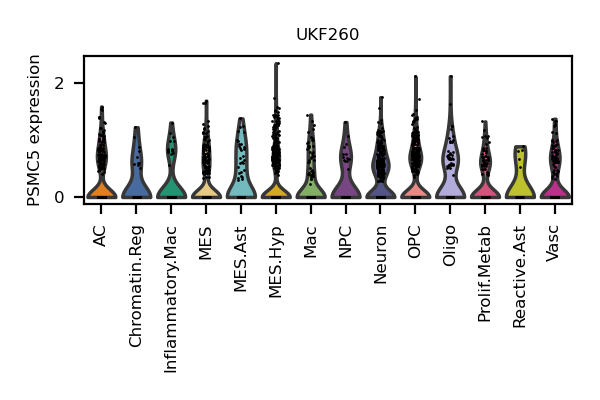 UKF260
PSMC5 expression
2
0
AC
Chromatin.Reg
Inflammatory.Mac
MES
MES.Ast
MES.Hyp
Mac
NPC
Neuron
OPC
Oligo
Prolif.Metab
Reactive.Ast
Vasc